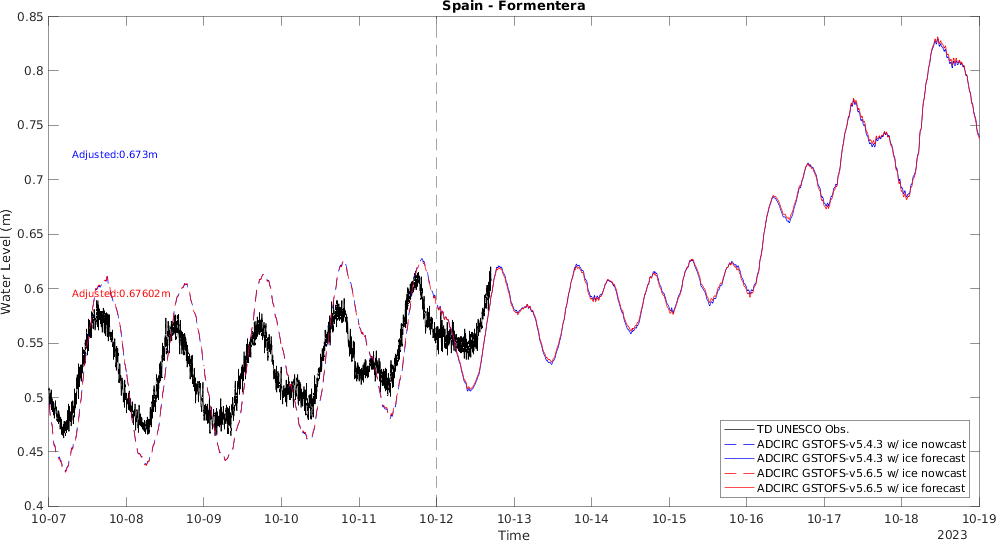 Spain - Formentera
0.85
0.8
0.75
0.7
0.65
0.6
0.55
0.5
0.45
0.4
Water Level (m)
Adjusted:0.673m
Adjusted:0.67602m
TD UNESCO Obs.
ADCIRC GSTOFS-v5.4.3 w/ ice nowcast
ADCIRC GSTOFS-v5.4.3 w/ ice forecast
ADCIRC GSTOFS-v5.6.5 w/ ice nowcast
ADCIRC GSTOFS-v5.6.5 w/ ice forecast
10-07 10-08 10-09 10-10 10-11 10-12 10-13 10-14 10-15 10-16 10-17 10-18 10-19
Time
2023